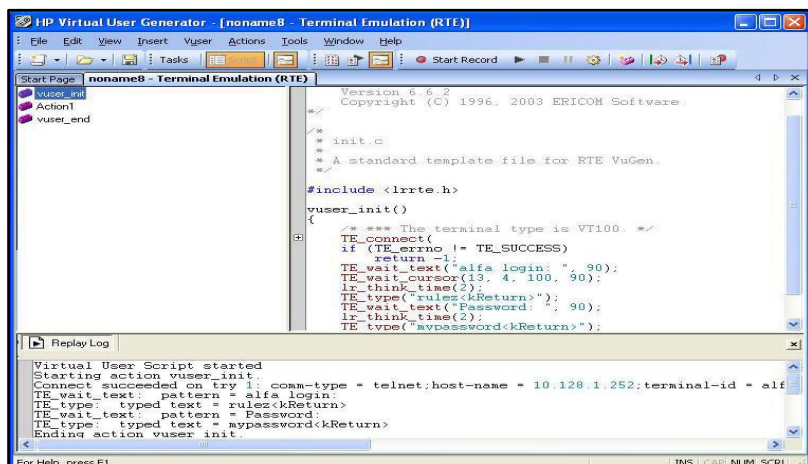 HP Virtual User Generator - [noname8 - Terminal Emulation (RTE)]
File Edit View Insert Vuser Actions Tools Window Help
Tasks Script Start Record
Start Page noname8 - Terminal Emulation (RTE)
vuser_init
Action1
vuser_end
Version 6.6.2
Copyright (C) 1996, 2003 ERICOM Software
*/
/*
* init.c
*
* A standard template file for RTE VuGen.
*/
#include <lrrte.h>
vuser_init()
{
/* *** The terminal type is VT100. */
TE_connect(
if (TE_errno != TE_SUCCESS)
return -1;
TE_wait_text("alfa login: ", 90);
TE_wait_cursor(13, 4, 100, 90);
lr_think_time(2);
TE_type("rulez<kReturn>");
TE_wait_text("Password: ", 90);
lr_think_time(2);
TE_type("mypassword<kReturn>");
Replay Log
Virtual User Script started
Starting action vuser_init.
Connect succeeded on try 1: comm-type = telnet;host-name = 10.128.1.252;terminal-id = alf
TE_wait_text: pattern = alfa login:
TE_type: typed text = rulez<kReturn>
TE_wait_text: pattern = Password:
TE_type: typed text = mypassword<kReturn>
Ending action vuser_init.
For Help, press F1. INS CAP NUM SCRL